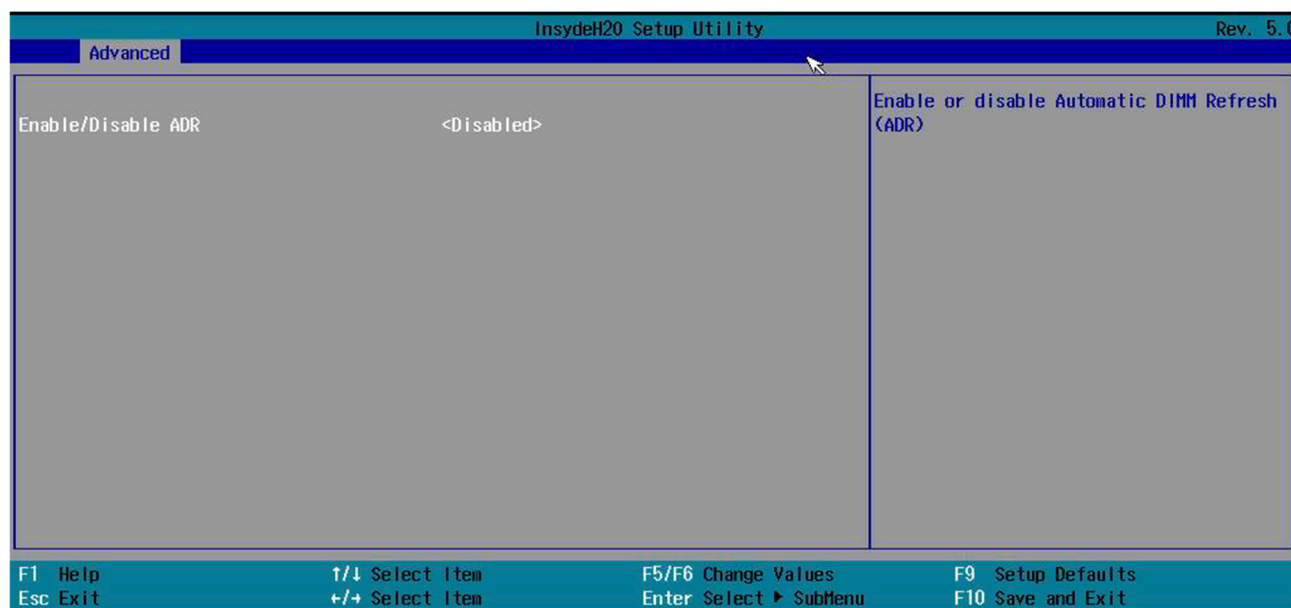 InsydeH20 Setup Utility Rev. 5.0
Advanced
Enable/Disable ADR <Disabled>
Enable or disable Automatic DIMM Refresh
(ADR)
F1 Help ↑/↓ Select Item F5/F6 Change Values F9 Setup Defaults
Esc Exit ←/→ Select Item Enter Select ▶ SubMenu F10 Save and Exit